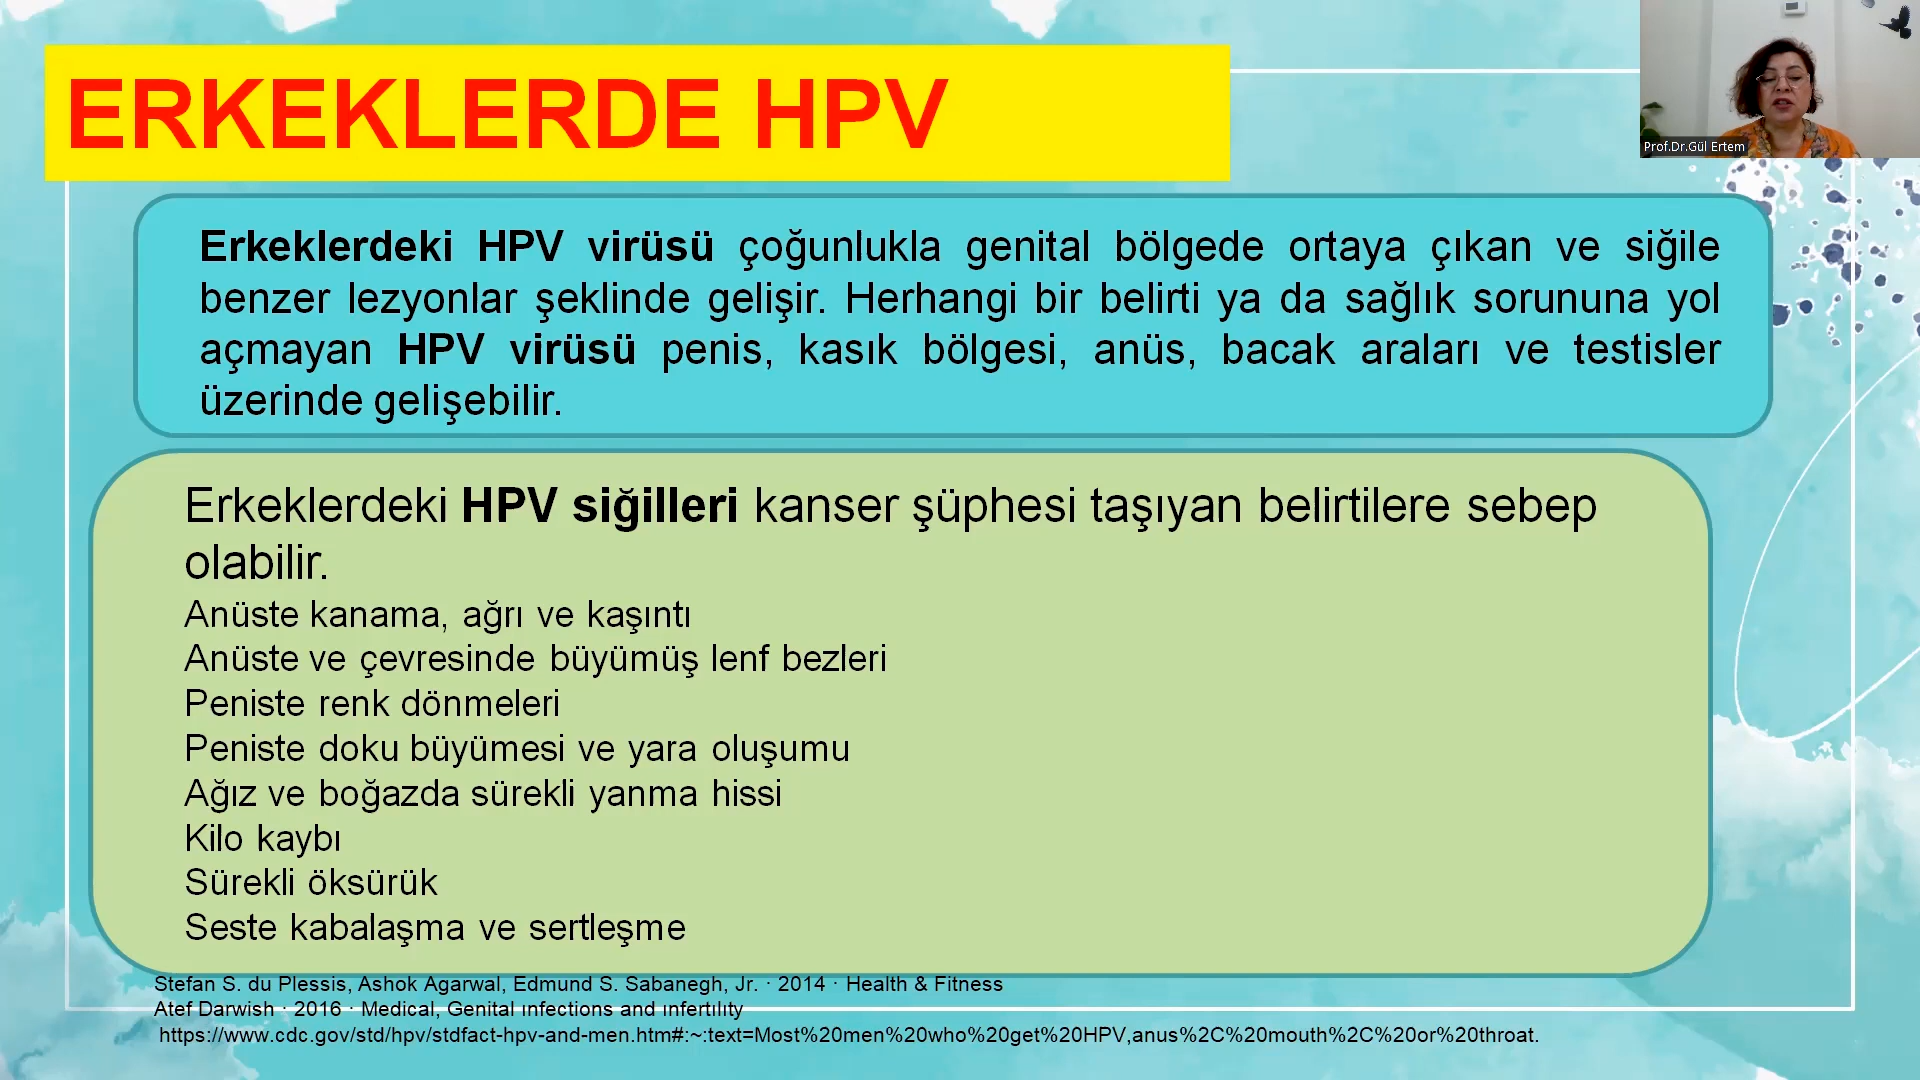 ERKEKLERDE HPV
Prof.Dr.Gül Ertem
Erkeklerdeki HPV virüsü çoğunlukla genital bölgede ortaya çıkan ve siğile
benzer lezyonlar şeklinde gelişir. Herhangi bir belirti ya da sağlık sorununa yol
açmayan HPV virüsü penis, kasık bölgesi, anüs, bacak araları ve testisler
üzerinde gelişebilir.
Erkeklerdeki HPV siğilleri kanser şüphesi taşıyan belirtilere sebep
olabilir.
Anüste kanama, ağrı ve kaşıntı
Anüste ve çevresinde büyümüş lenf bezleri
Peniste renk dönmeleri
Peniste doku büyümesi ve yara oluşumu
Ağız ve boğazda sürekli yanma hissi
Kilo kaybı
Sürekli öksürük
Seste kabalaşma ve sertleşme
Stefan S. du Plessis, Ashok Agarwal, Edmund S. Sabanegh, Jr. · 2014 · Health & Fitness
Atef Darwish · 2016 · Medical, Genital ınfections and ınfertılıty
https://www.cdc.gov/std/hpv/stdfact-hpv-and-men.htm#:~:text=Most%20men%20who%20get%20HPV,anus%2C%20mouth%2C%20or%20throat.